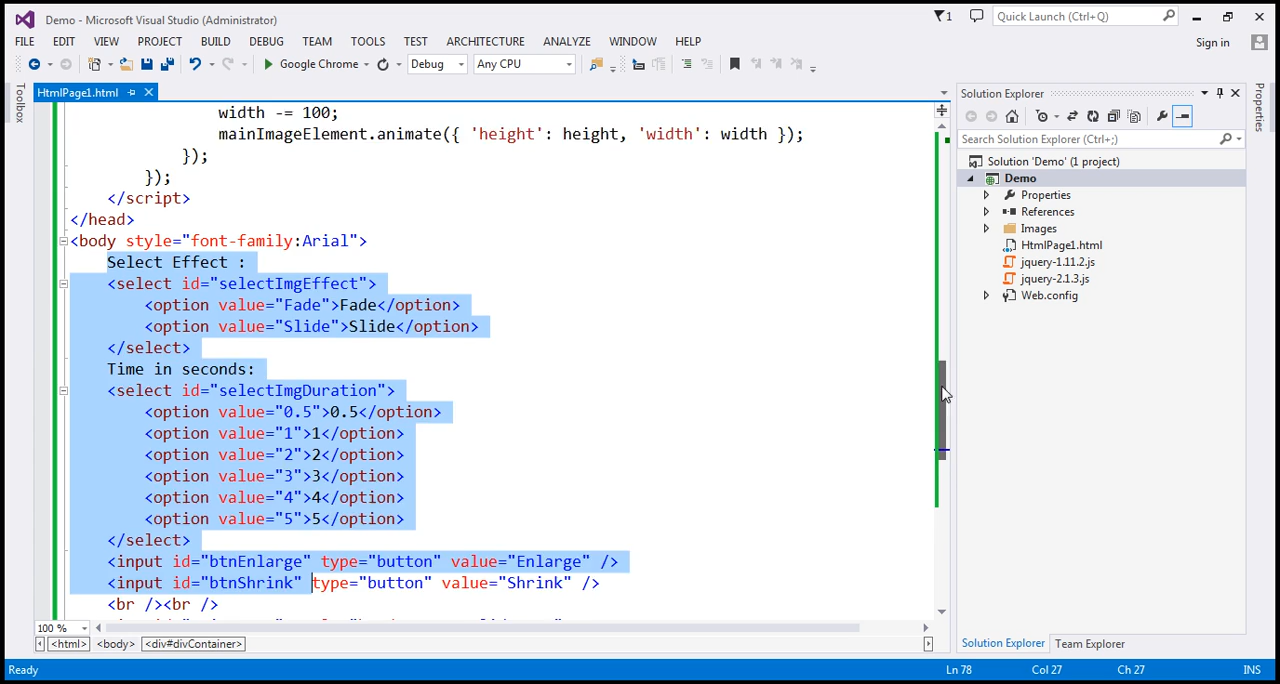 Demo - Microsoft Visual Studio (Administrator)
1
Quick Launch (Ctrl+Q)
FILE EDIT VIEW PROJECT BUILD DEBUG TEAM TOOLS TEST ARCHITECTURE ANALYZE WINDOW HELP
Sign in
Google Chrome
Debug
Any CPU
Toolbox
HtmlPage1.html
width -= 100;
mainImageElement.animate({ 'height': height, 'width': width });
});
});
</script>
</head>
<body style="font-family:Arial">
Select Effect :
<select id="selectImgEffect">
<option value="Fade">Fade</option>
<option value="Slide">Slide</option>
</select>
Time in seconds:
<select id="selectImgDuration">
<option value="0.5">0.5</option>
<option value="1">1</option>
<option value="2">2</option>
<option value="3">3</option>
<option value="4">4</option>
<option value="5">5</option>
</select>
<input id="btnEnlarge" type="button" value="Enlarge" />
<input id="btnShrink" type="button" value="Shrink" />
<br /><br />
100 %
<html> <body> <div#divContainer>
Solution Explorer
Search Solution Explorer (Ctrl+;)
Solution 'Demo' (1 project)
Demo
Properties
References
Images
HtmlPage1.html
jquery-1.11.2.js
jquery-2.1.3.js
Web.config
Solution Explorer Team Explorer
Properties
Ready
Ln 78 Col 27 Ch 27 INS